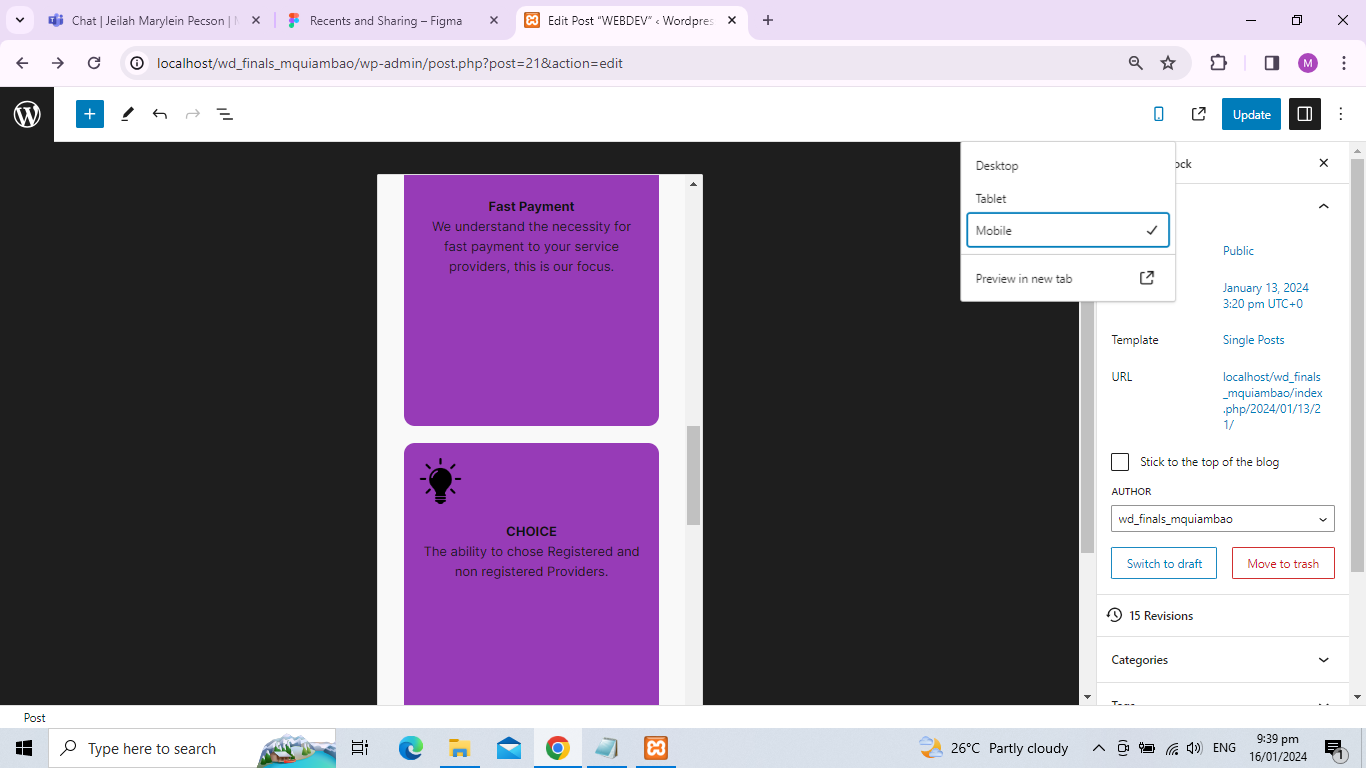 Chat | Jeilah Marylein Pecson |
Recents and Sharing – Figma
Edit Post “WEBDEV” ‹ Wordpres
localhost/wd_finals_mquiambao/wp-admin/post.php?post=21&action=edit
M
Update
Desktop
Tablet
Mobile
Preview in new tab
Fast Payment
We understand the necessity for
fast payment to your service
providers, this is our focus.
CHOICE
The ability to chose Registered and
non registered Providers.
Public
January 13, 2024
3:20 pm UTC+0
Template
Single Posts
URL
localhost/wd_finals
_mquiambao/index
.php/2024/01/13/2
1/
Stick to the top of the blog
AUTHOR
wd_finals_mquiambao
Switch to draft
Move to trash
15 Revisions
Categories
Tags
Post
Type here to search
26°C Partly cloudy
ENG
9:39 pm
16/01/2024
1